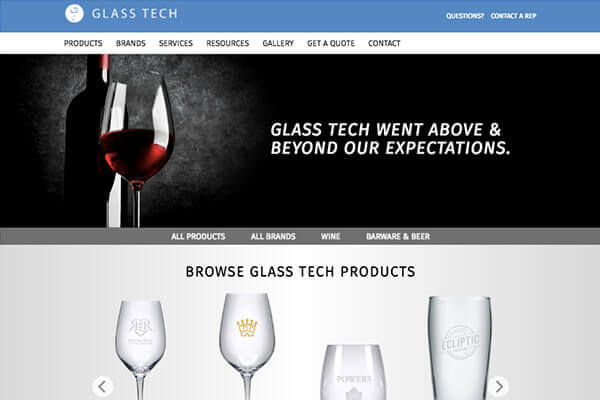 GLASS TECH
QUESTIONS? CONTACT A REP
PRODUCTS BRANDS SERVICES RESOURCES GALLERY GET A QUOTE CONTACT
GLASS TECH WENT ABOVE &
BEYOND OUR EXPECTATIONS.
ALL PRODUCTS ALL BRANDS WINE BARWARE & BEER
BROWSE GLASS TECH PRODUCTS
ECLIPTIC
POWERS